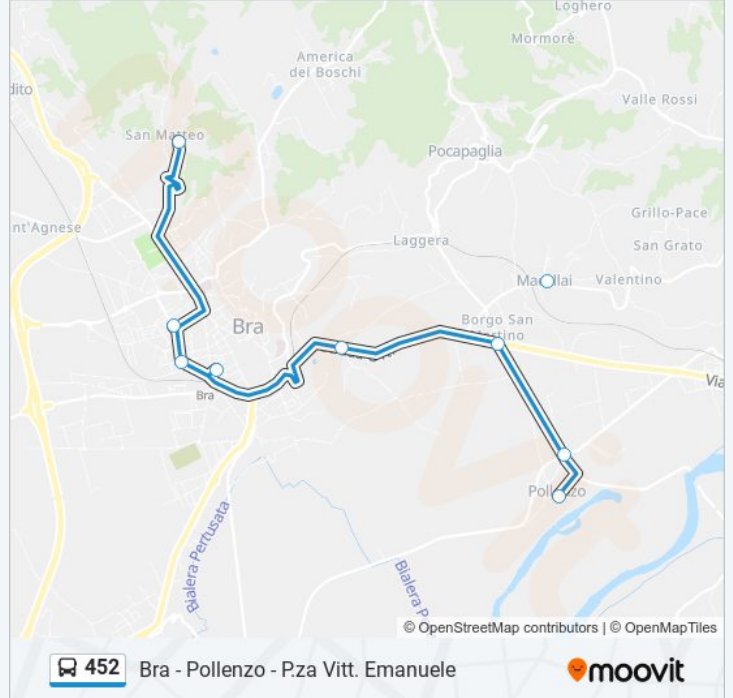 Loghero
Mormorè
America
dei Boschi
dito
Valle Rossi
San Matteo
Pocapaglia
Grillo-Pace
nt'Agnese
Laggera
San Grato
Valentino
Borgo San
Bra
Via
Bra
Pollenzo
Bialera Pertusata
Bialera P
© OpenStreetMap contributors | © OpenMapTiles
452 Bra - Pollenzo - P.za Vitt. Emanuele
moovit